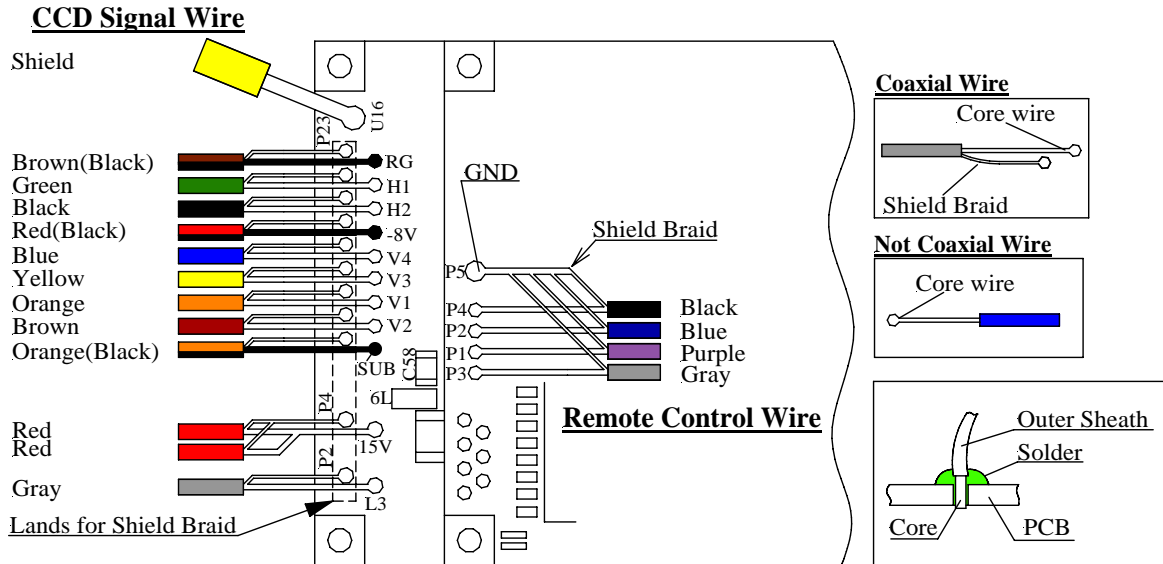 CCD Signal Wire
Shield
U16
P23
Brown(Black)
RG
Green
H1
Black
H2
Red(Black)
-8V
Blue
V4
Yellow
V3
Orange
V1
Brown
V2
Orange(Black)
SUB
C58
6L
P4
Red
Red
15V
P2
Gray
L3
Lands for Shield Braid
GND
Shield Braid
P5
P4
Black
P2
Blue
P1
Purple
P3
Gray
Remote Control Wire
Coaxial Wire
Core wire
Shield Braid
Not Coaxial Wire
Core wire
Outer Sheath
Solder
Core
PCB